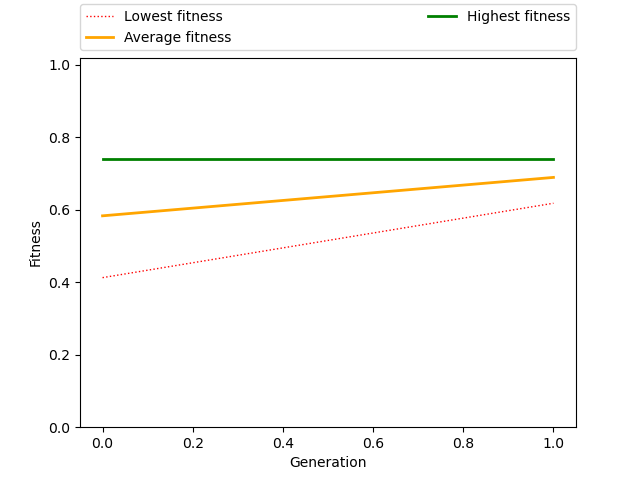 Lowest fitness
Average fitness
Highest fitness
1.0
0.8
0.6
0.4
0.2
0.0
Fitness
0.0 0.2 0.4 0.6 0.8 1.0
Generation